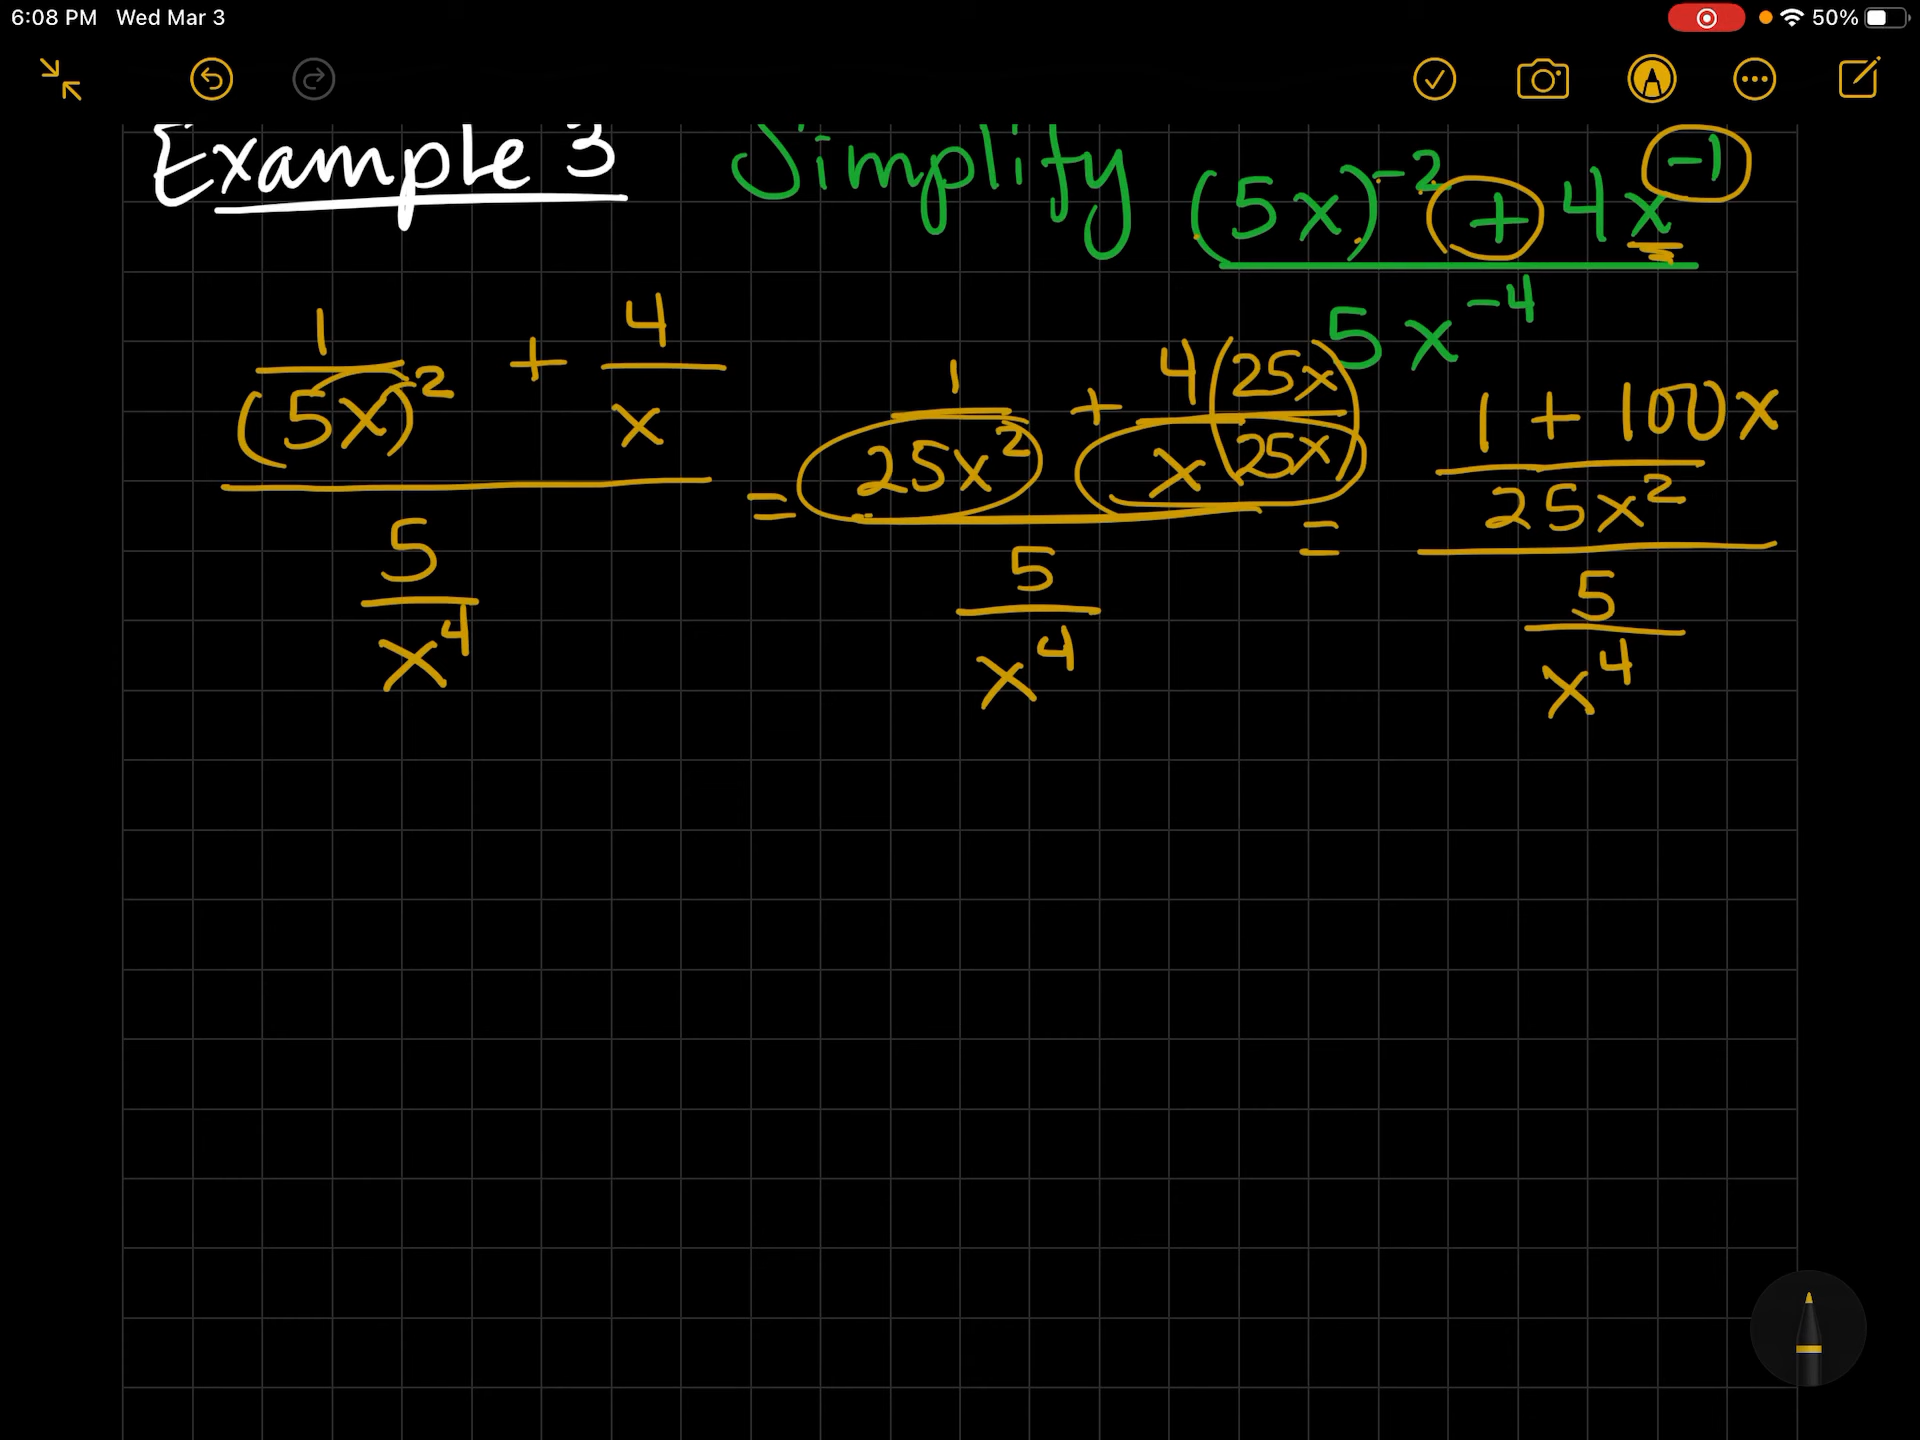 6:08 PM Wed Mar 3 50%
Example 3 Simplify ((5x)^-2 + 4x^-1) / (5x^-4)
(1/(5x)^2 + 4/x) / (5/x^4) = (1/(25x^2) + 4(25x)/(x(25x))) / (5/x^4) = ((1 + 100x)/(25x^2)) / (5/x^4)